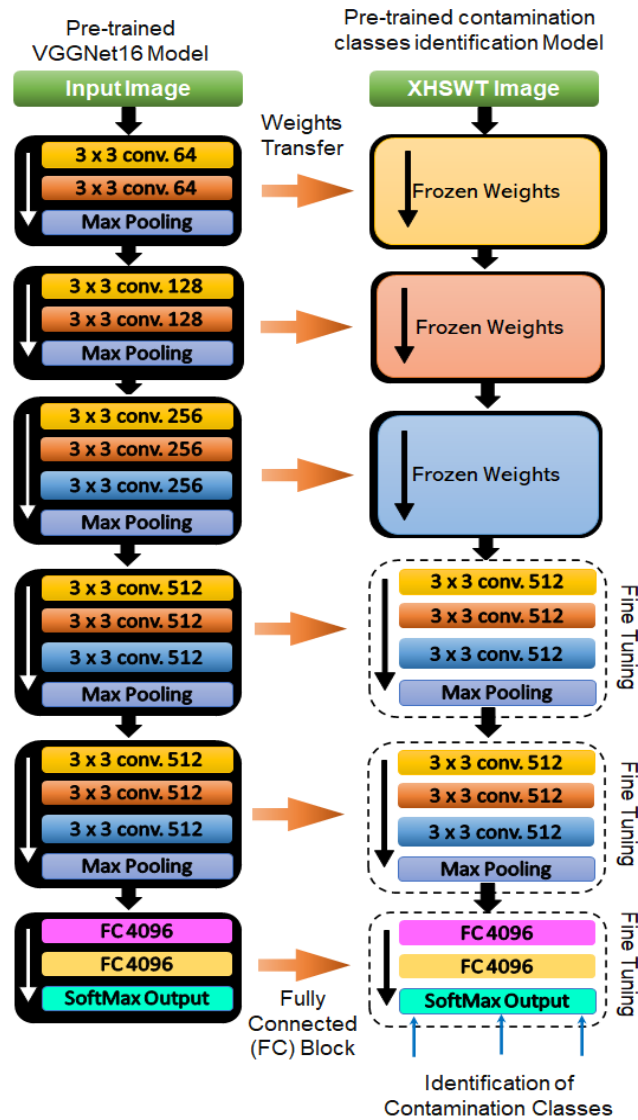 Pre-trained
VGGNet16 Model
Pre-trained contamination
classes identification Model
Input Image
XHSWT Image
Weights
Transfer
3 x 3 conv. 64
3 x 3 conv. 64
Max Pooling
Frozen Weights
3 x 3 conv. 128
3 x 3 conv. 128
Max Pooling
Frozen Weights
3 x 3 conv. 256
3 x 3 conv. 256
3 x 3 conv. 256
Max Pooling
Frozen Weights
3 x 3 conv. 512
3 x 3 conv. 512
3 x 3 conv. 512
Max Pooling
3 x 3 conv. 512
3 x 3 conv. 512
3 x 3 conv. 512
Max Pooling
Fine Tuning
3 x 3 conv. 512
3 x 3 conv. 512
3 x 3 conv. 512
Max Pooling
3 x 3 conv. 512
3 x 3 conv. 512
3 x 3 conv. 512
Max Pooling
Fine Tuning
FC 4096
FC 4096
SoftMax Output
FC 4096
FC 4096
SoftMax Output
Fine Tuning
Fully
Connected
(FC) Block
Identification of
Contamination Classes